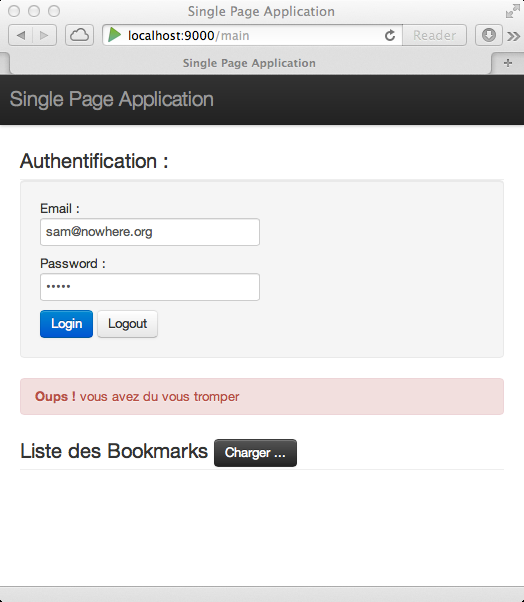 Single Page Application
localhost:9000/main
Reader
Single Page Application
Single Page Application
Authentification :
Email :
sam@nowhere.org
Password :
•••••
Login Logout
Oups ! vous avez du vous tromper
Liste des Bookmarks Charger ...